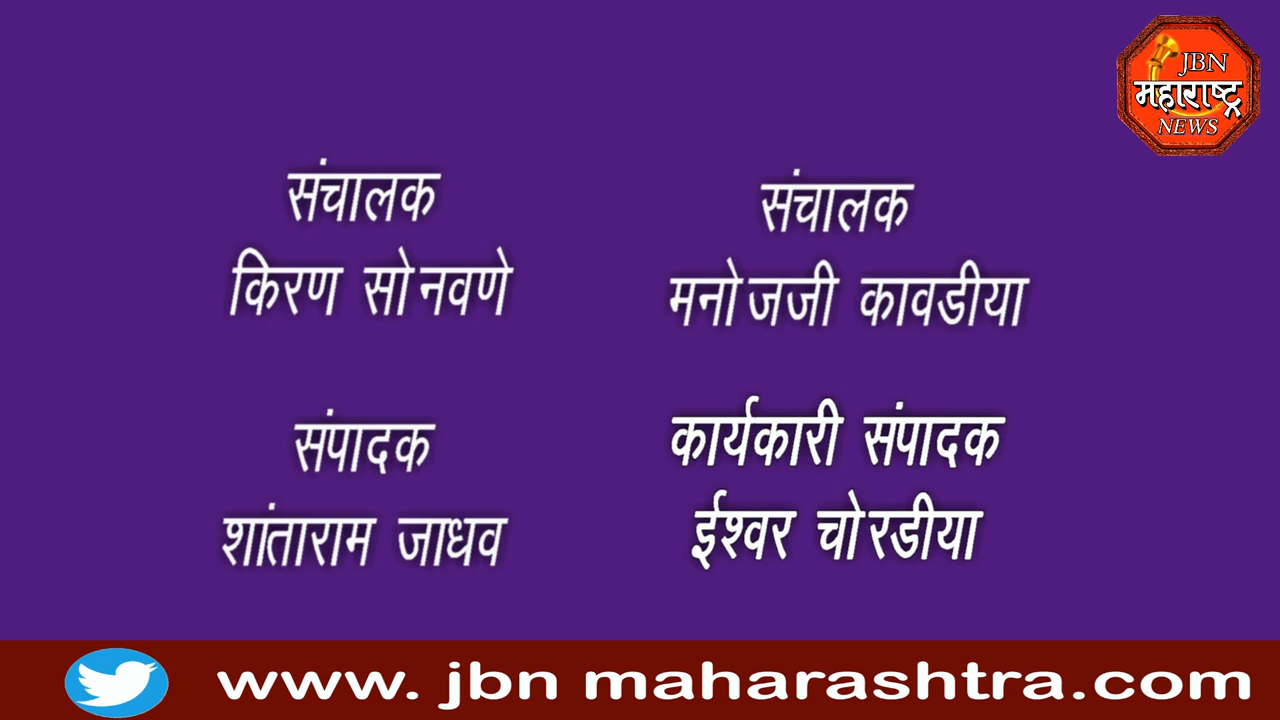 JBN
महाराष्ट्र
NEWS
संचालक
किरण सोनवणे
संचालक
मनोजजी कावडीया
संपादक
शांताराम जाधव
कार्यकारी संपादक
ईश्वर चोरडीया
www. jbn maharashtra.com